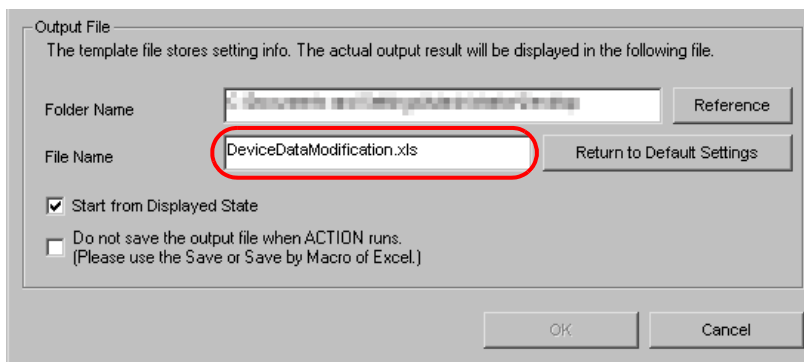 Output File
The template file stores setting info. The actual output result will be displayed in the following file.
Folder Name
Reference
File Name
DeviceDataModification.xls
Return to Default Settings
Start from Displayed State
Do not save the output file when ACTION runs.
(Please use the Save or Save by Macro of Excel.)
OK
Cancel